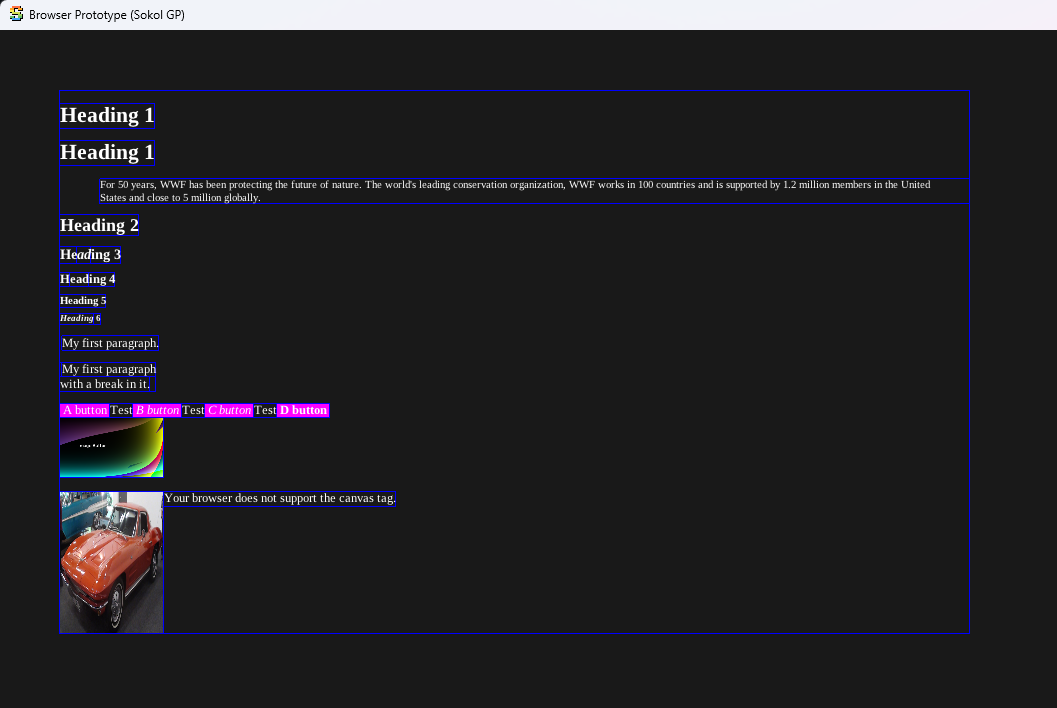 Browser Prototype (Sokol GP)
Heading 1
Heading 1
For 50 years, WWF has been protecting the future of nature. The world's leading conservation organization, WWF works in 100 countries and is supported by 1.2 million members in the United
States and close to 5 million globally.
Heading 2
Heading 3
Heading 4
Heading 5
Heading 6
My first paragraph.
My first paragraph
with a break in it.
A button Test B button Test C button Test D button
Your browser does not support the canvas tag.